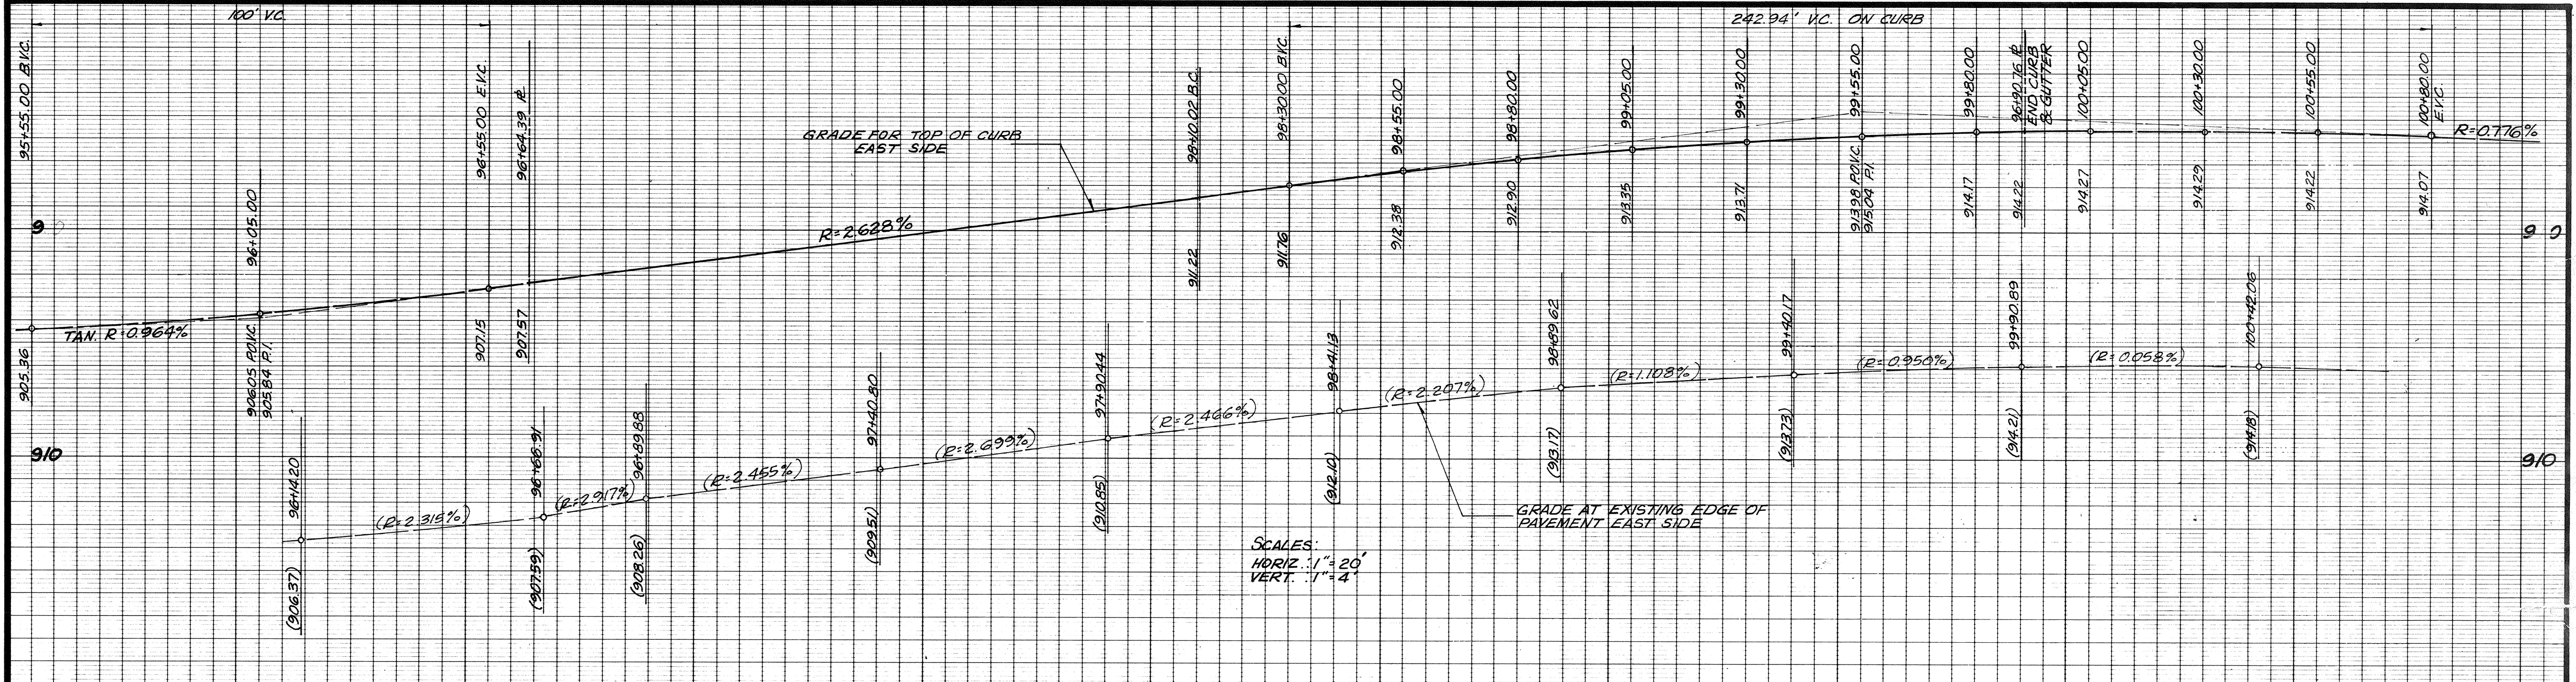 100' V.C.
242.94' V.C. ON CURB
95+55.00 B.V.C.
96+05.00
96+55.00 E.V.C.
96+64.39 R
98+10.02 B.C.
98+30.00 B.V.C.
98+55.00
98+80.00
99+05.00
99+30.00
99+55.00
99+80.00
96+90.76 R
END CURB
& GUTTER
100+05.00
100+30.00
100+55.00
100+80.00
E.V.C.
R=0.776%
GRADE FOR TOP OF CURB
EAST SIDE
R=2.628%
TAN. R=0.964%
905.36
906.05 P.O.V.C.
905.84 P.I.
907.15
907.57
911.22
911.76
912.38
912.90
913.35
913.71
913.98 P.O.V.C.
915.04 P.I.
914.17
914.22
914.27
914.29
914.22
914.07
9
9 0
910
910
96+14.20
96+66.91
96+89.88
97+40.80
97+90.44
98+41.13
98+89.62
99+40.17
99+90.89
100+42.06
(R=2.315%)
(R=2.917%)
(R=2.455%)
(R=2.699%)
(R=2.466%)
(R=2.207%)
(R=1.108%)
(R=0.950%)
(R=0.058%)
(906.37)
(907.59)
(908.26)
(909.51)
(910.85)
(912.10)
(913.17)
(913.73)
(914.21)
(914.18)
GRADE AT EXISTING EDGE OF
PAVEMENT EAST SIDE
SCALES:
HORIZ.: 1"=20'
VERT. : 1"=4'